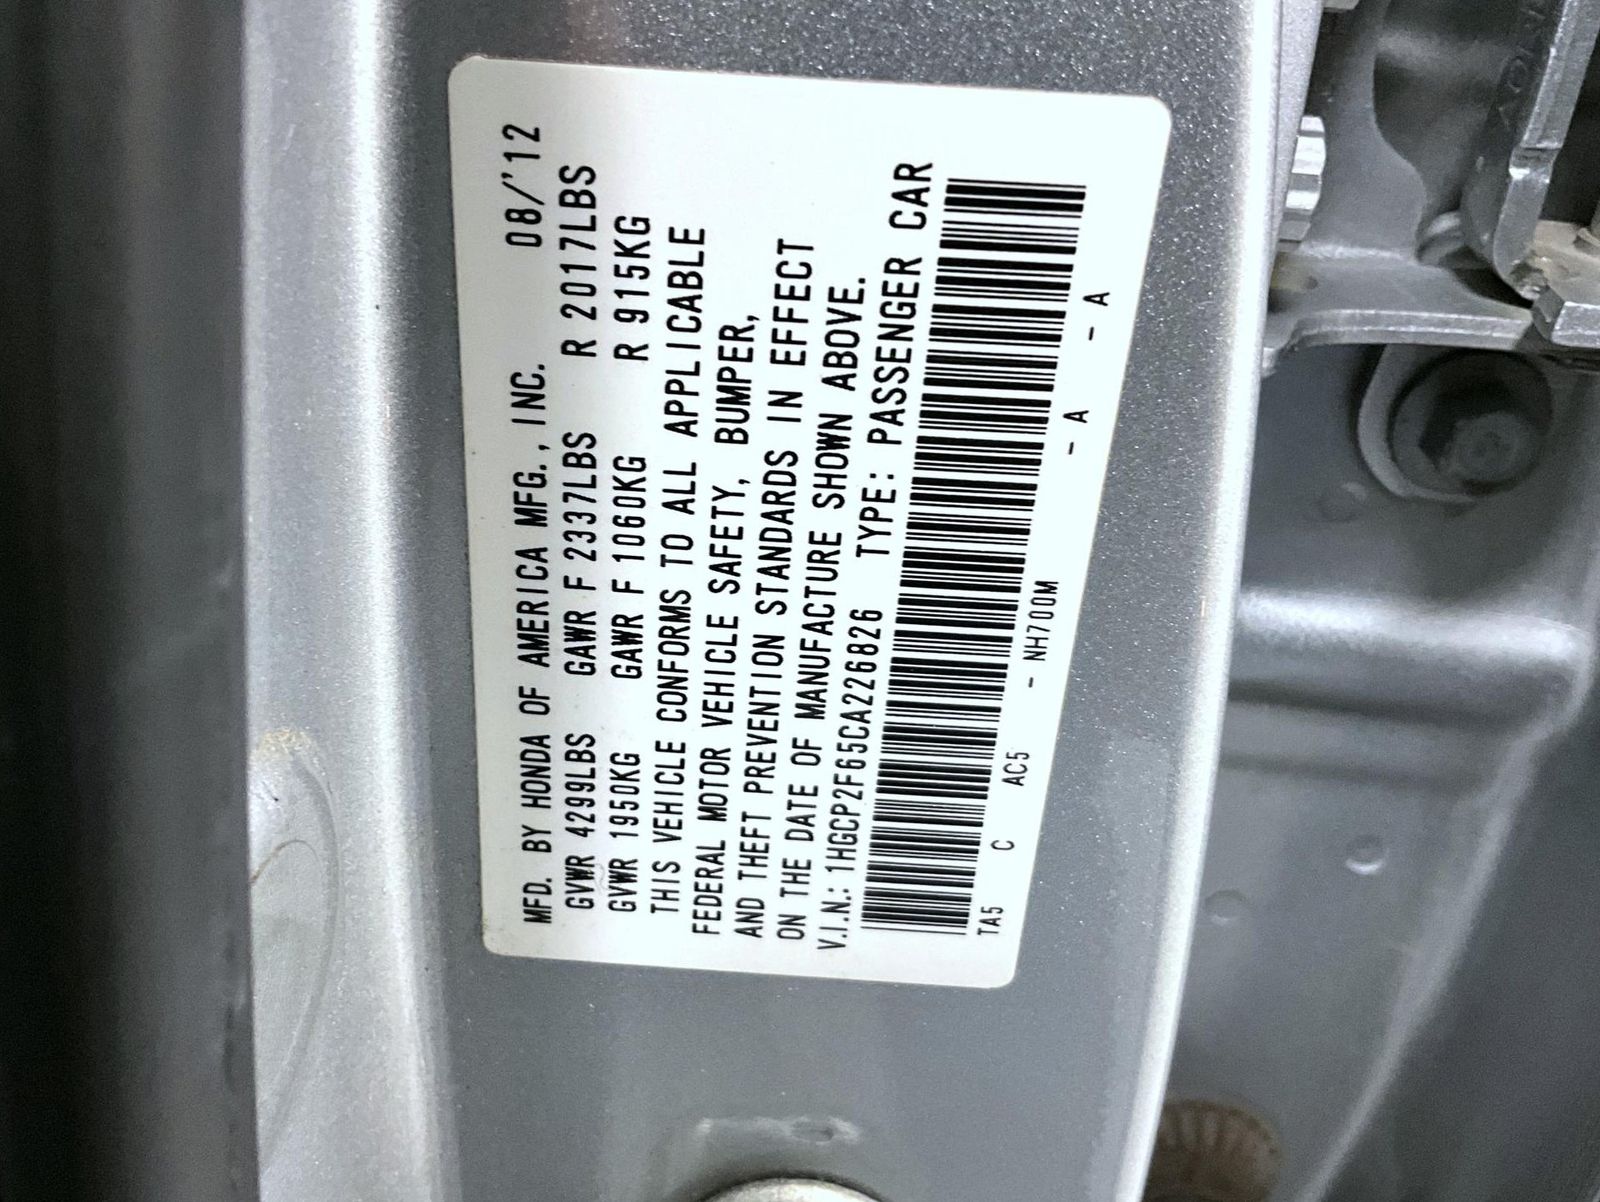 MFD. BY HONDA OF AMERICA MFG., INC. 08/'12
GVWR 4299LBS GAWR F 2337LBS R 2017LBS
GVWR 1950KG GAWR F 1060KG R 915KG
THIS VEHICLE CONFORMS TO ALL APPLICABLE
FEDERAL MOTOR VEHICLE SAFETY, BUMPER,
AND THEFT PREVENTION STANDARDS IN EFFECT
ON THE DATE OF MANUFACTURE SHOWN ABOVE.
V.I.N.: 1HGCP2F65CA226826 TYPE: PASSENGER CAR
TA5 C AC5 - NH700M - A - A